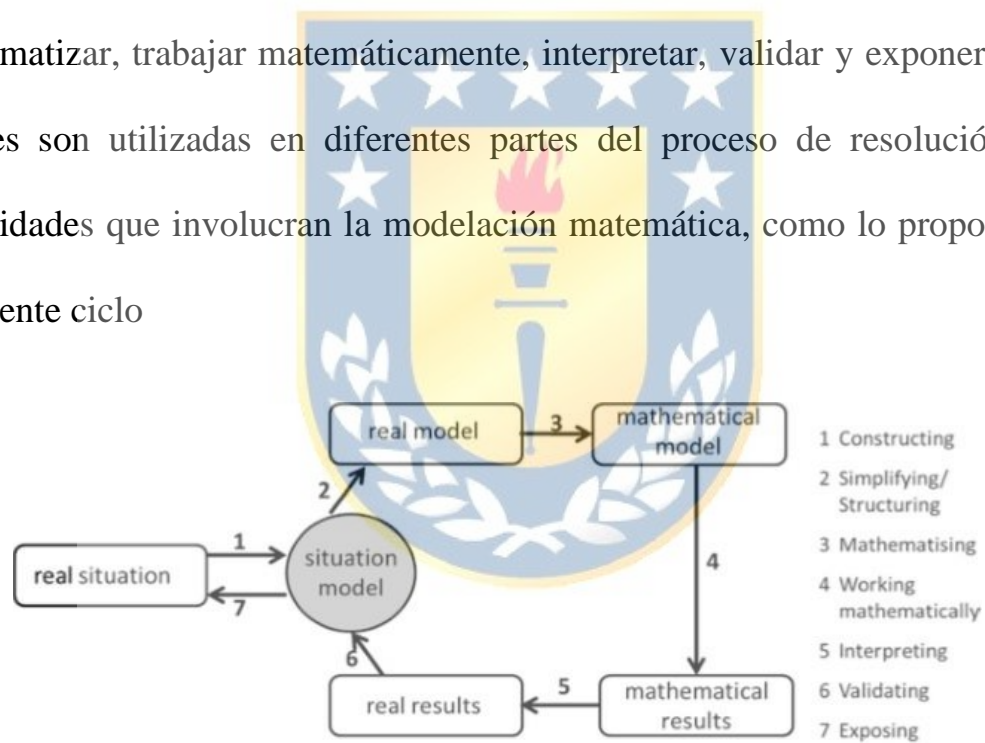 matizar, trabajar matemáticamente, interpretar, validar y exponer
es son utilizadas en diferentes partes del proceso de resolució
idades que involucran la modelación matemática, como lo propo
ente ciclo
real model
3
mathematical
model
1 Constructing
2 Simplifying/
Structuring
3 Mathematising
4 Working
mathematically
5 Interpreting
6 Validating
7 Exposing
2
real situation
1
7
situation
model
4
6
real results
5
mathematical
results